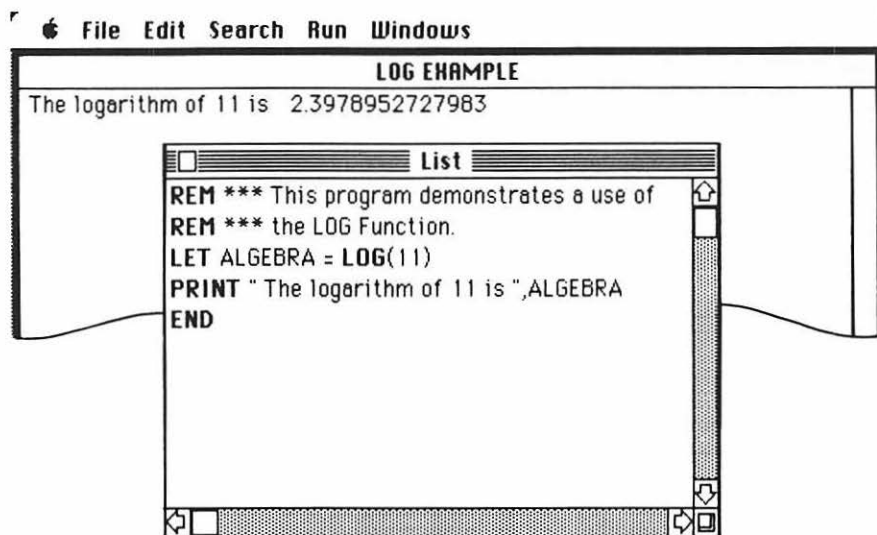 File Edit Search Run Windows
LOG EXAMPLE
The logarithm of 11 is 2.3978952727983
List
REM *** This program demonstrates a use of
REM *** the LOG Function.
LET ALGEBRA = LOG(11)
PRINT " The logarithm of 11 is ",ALGEBRA
END